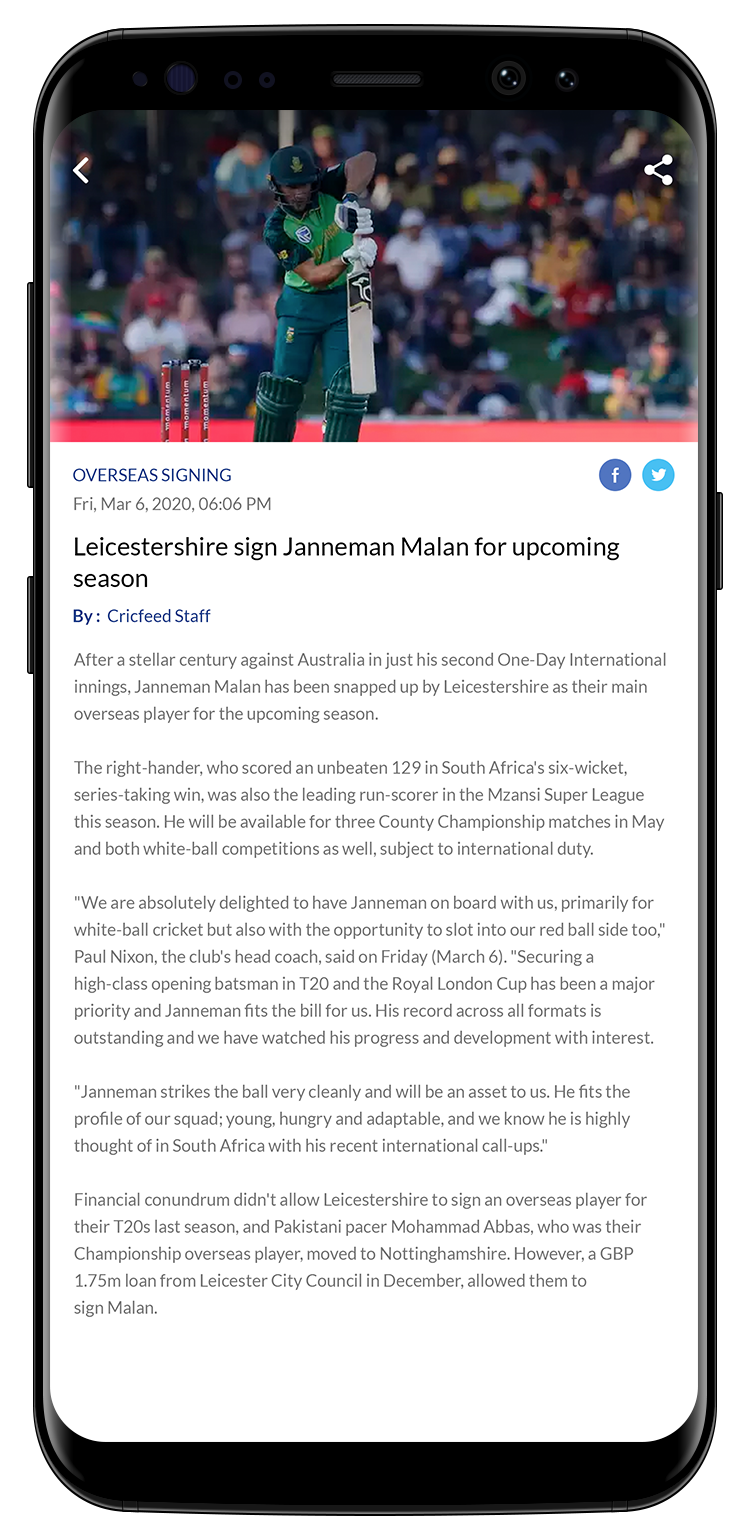 momentum momentum momentum
OVERSEAS SIGNING
Fri, Mar 6, 2020, 06:06 PM
Leicestershire sign Janneman Malan for upcoming
season
By : Cricfeed Staff
After a stellar century against Australia in just his second One-Day International
innings, Janneman Malan has been snapped up by Leicestershire as their main
overseas player for the upcoming season.
The right-hander, who scored an unbeaten 129 in South Africa's six-wicket,
series-taking win, was also the leading run-scorer in the Mzansi Super League
this season. He will be available for three County Championship matches in May
and both white-ball competitions as well, subject to international duty.
"We are absolutely delighted to have Janneman on board with us, primarily for
white-ball cricket but also with the opportunity to slot into our red ball side too,"
Paul Nixon, the club's head coach, said on Friday (March 6). "Securing a
high-class opening batsman in T20 and the Royal London Cup has been a major
priority and Janneman fits the bill for us. His record across all formats is
outstanding and we have watched his progress and development with interest.
"Janneman strikes the ball very cleanly and will be an asset to us. He fits the
profile of our squad; young, hungry and adaptable, and we know he is highly
thought of in South Africa with his recent international call-ups."
Financial conundrum didn't allow Leicestershire to sign an overseas player for
their T20s last season, and Pakistani pacer Mohammad Abbas, who was their
Championship overseas player, moved to Nottinghamshire. However, a GBP
1.75m loan from Leicester City Council in December, allowed them to
sign Malan.